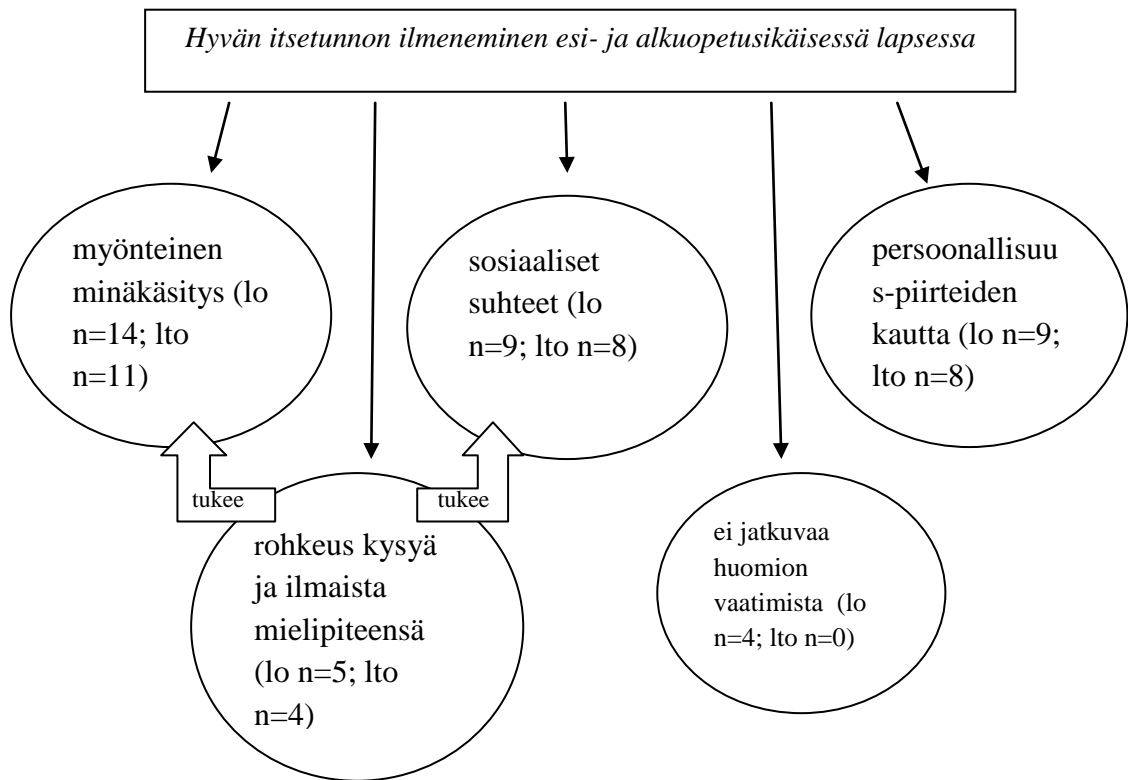 Hyvän itsetunnon ilmeneminen esi- ja alkuopetusikäisessä lapsessa
myönteinen
minäkäsitys (lo
n=14; lto
n=11)
sosiaaliset
suhteet (lo
n=9; lto n=8)
persoonallisuu
s-piirteiden
kautta (lo n=9;
lto n=8)
tukee
tukee
rohkeus kysyä
ja ilmaista
mielipiteensä
(lo n=5; lto
n=4)
ei jatkuvaa
huomion
vaatimista (lo
n=4; lto n=0)